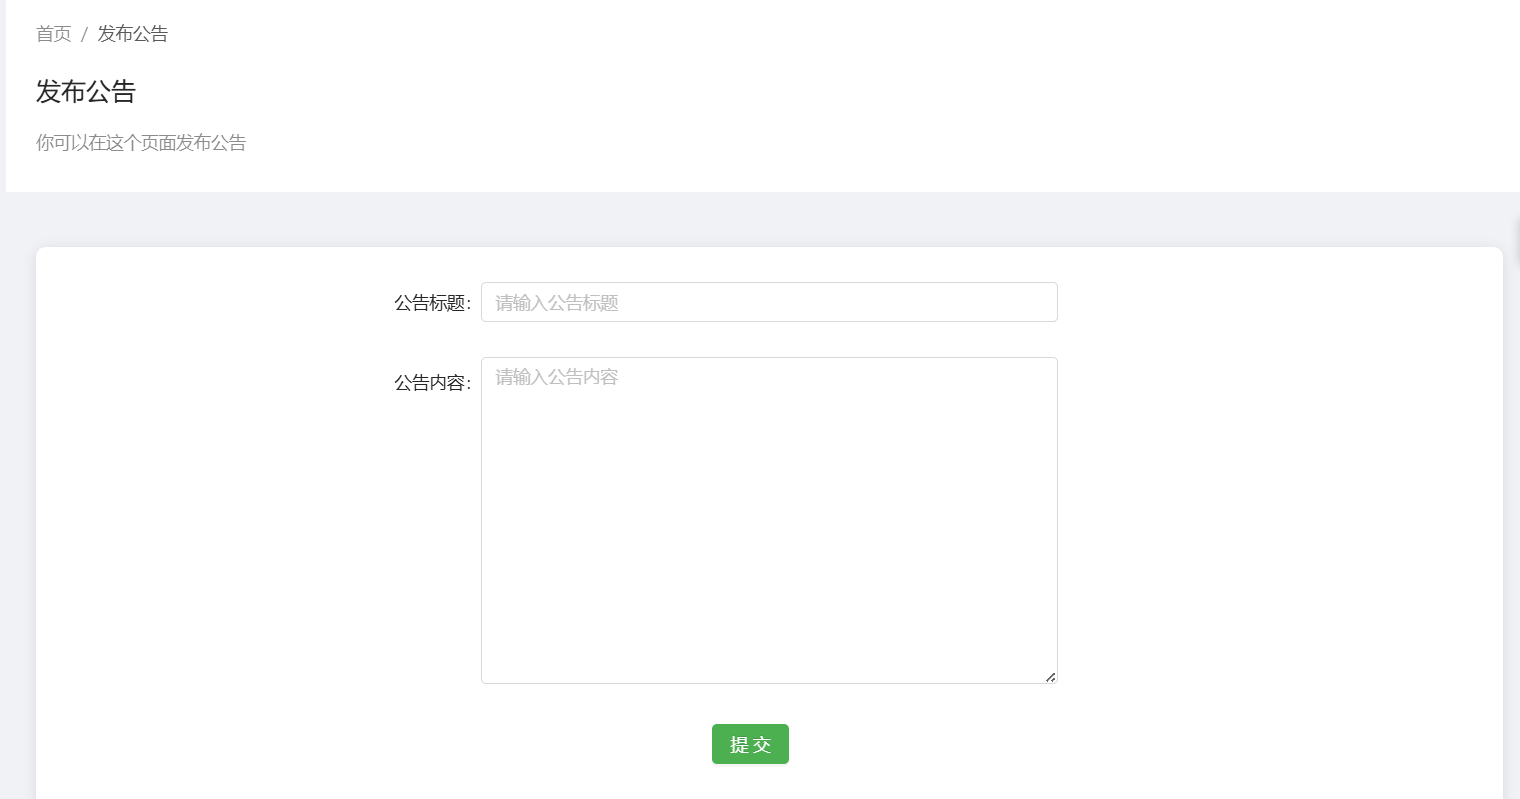 首页 / 发布公告
发布公告
你可以在这个页面发布公告
公告标题: 请输入公告标题
公告内容: 请输入公告内容
提 交